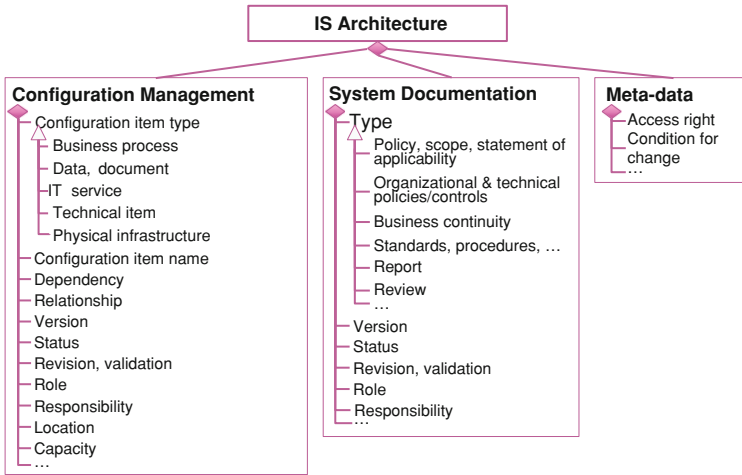 IS Architecture
Configuration Management
Configuration item type
Business process
Data, document
IT service
Technical item
Physical infrastructure
Configuration item name
Dependency
Relationship
Version
Status
Revision, validation
Role
Responsibility
Location
Capacity
…
System Documentation
Type
Policy, scope, statement of
applicability
Organizational & technical
policies/controls
Business continuity
Standards, procedures, …
Report
Review
…
Version
Status
Revision, validation
Role
Responsibility
…
Meta-data
Access right
Condition for
change
…